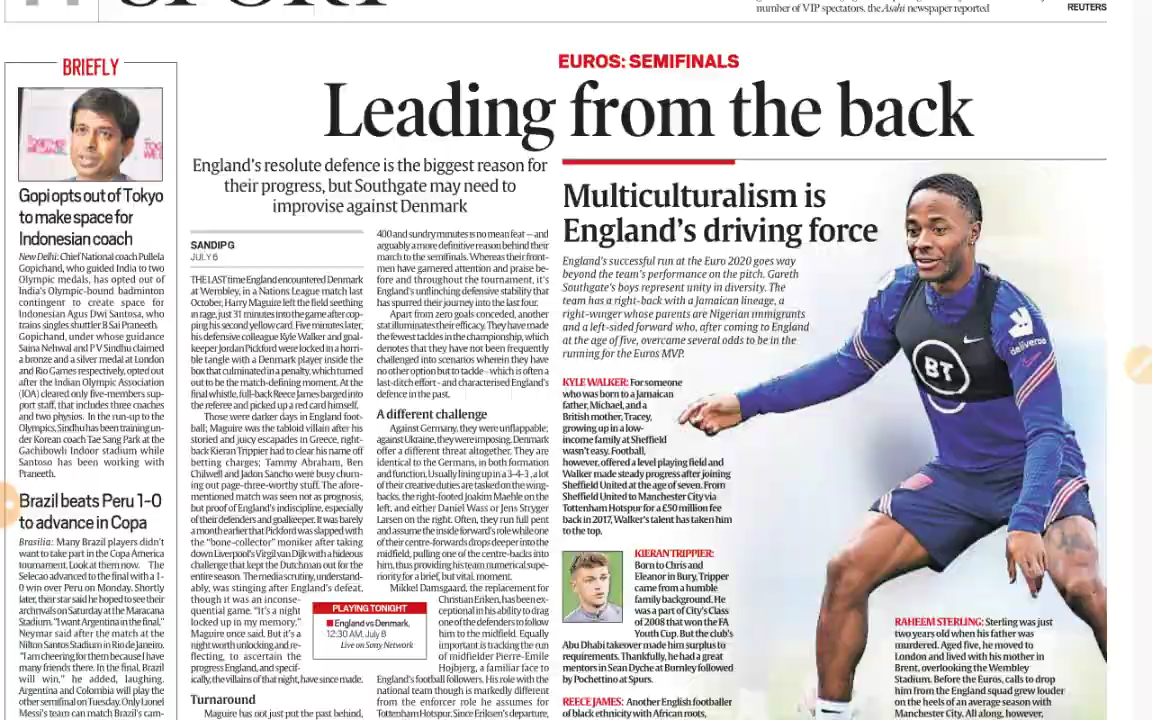 SPORT
number of VIP spectators. the Asahi newspaper reported
REUTERS
BRIEFLY
Gopi opts out of Tokyo
to make space for
Indonesian coach
New Delhi: Chief National coach Pullela
Gopichand, who guided India to two
Olympic medals, has opted out of
India's Olympic-bound badminton
contingent to create space for
Indonesian Agus Dwi Santosa, who
trains singles shuttler B Sai Praneeth.
Gopichand, under whose guidance
Saina Nehwal and P V Sindhu claimed
a bronze and a silver medal at London
and Rio Games respectively, opted out
after the Indian Olympic Association
(IOA) cleared only five-members sup-
port staff, that includes three coaches
and two physios. In the run-up to the
Olympics, Sindhu has been training un-
der Korean coach Tae Sang Park at the
Gachibowli Indoor stadium while
Santoso has been working with
Praneeth.
Brazil beats Peru 1-0
to advance in Copa
Brasilia: Many Brazil players didn't
want to take part in the Copa America
tournament. Look at them now. The
Selecao advanced to the final with a 1-
0 win over Peru on Monday. Shortly
later, their star said he hoped to see their
archrivals on Saturday at the Maracana
Stadium. "I want Argentina in the final,"
Neymar said after the match at the
Nilton Santos Stadium in Rio de Janeiro.
"I am cheering for them because I have
many friends there. In the final, Brazil
will win," he added, laughing.
Argentina and Colombia will play the
other semifinal on Tuesday. Only Lionel
Messi's team can match Brazil's cam-
EUROS: SEMIFINALS
Leading from the back
England's resolute defence is the biggest reason for
their progress, but Southgate may need to
improvise against Denmark
SANDIP G
JULY 6
THE LAST time England encountered Denmark
at Wembley, in a Nations League match last
October, Harry Maguire left the field seething
in rage, just 31 minutes into the game after cop-
ping his second yellow card. Five minutes later,
his defensive colleague Kyle Walker and goal-
keeper Jordan Pickford were locked in a horri-
ble tangle with a Denmark player inside the
box that culminated in a penalty, which turned
out to be the match-defining moment. At the
final whistle, full-back Reece James barged into
the referee and picked up a red card himself.
Those were darker days in England foot-
ball; Maguire was the tabloid villain after his
storied and juicy escapades in Greece, right-
back Kieran Trippier had to clear his name off
betting charges; Tammy Abraham, Ben
Chilwell and Jadon Sancho were busy churn-
ing out page-three-worthy stuff. The afore-
mentioned match was seen not as prognosis,
but proof of England's indiscipline, especially
of their defenders and goalkeeper. It was barely
a month earlier that Pickford was slapped with
the "bone-collector" moniker after taking
down Liverpool's Virgil van Dijk with a hideous
challenge that kept the Dutchman out for the
entire season. The media scrutiny, understand-
ably, was stinging after England's defeat,
though it was an inconse-
quential game. "It's a night
locked up in my memory,"
Maguire once said. But it's a
night worth unlocking and re-
flecting, to ascertain the
progress England, and specif-
ically, the villains of that night, have since made.
Turnaround
Maguire has not just put the past behind,
PLAYING TONIGHT
England vs Denmark,
12:30 AM, July 8
Live on Sony Network
400 and sundry minutes is no mean feat — and
arguably a more definitive reason behind their
march to the semifinals. Whereas their front-
men have garnered attention and praise be-
fore and throughout the tournament, it's
England's unflinching defensive stability that
has spurred their journey into the last four.
Apart from zero goals conceded, another
stat illuminates their efficacy. They have made
the fewest tackles in the championship, which
denotes that they have not been frequently
challenged into scenarios wherein they have
no other option but to tackle – which is often a
last-ditch effort - and characterised England's
defence in the past.
A different challenge
Against Germany, they were unflappable;
against Ukraine, they were imposing. Denmark
offer a different threat altogether. They are
identical to the Germans, in both formation
and function. Usually lining up in a 3-4-3, a lot
of their creative duties are tasked on the wing-
backs, the right-footed Joakim Maehle on the
left, and either Daniel Wass or Jens Stryger
Larsen on the right. Often, they run full pent
and assume the inside forward's role while one
of their centre-forwards drops deeper into the
midfield, pulling one of the centre-backs into
him, thus providing his team numerical supe-
riority for a brief, but vital, moment.
Mikkel Damsgaard, the replacement for
Christian Eriken, has been ex-
ceptional in his ability to drag
one of the defenders to follow
him to the midfield. Equally
important is tracking the run
of midfielder Pierre-Emile
Hojbjerg, a familiar face to
England's football followers. His role with the
national team though is markedly different
from the enforcer role he assumes for
Tottenham Hotspur. Since Eriksen's departure,
Multiculturalism is
England's driving force
England's successful run at the Euro 2020 goes way
beyond the team's performance on the pitch. Gareth
Southgate's boys represent unity in diversity. The
team has a right-back with a Jamaican lineage, a
right-winger whose parents are Nigerian immigrants
and a left-sided forward who, after coming to England
at the age of five, overcame several odds to be in the
running for the Euros MVP.
KYLE WALKER: For someone
who was born to a Jamaican
father, Michael, and a
British mother, Tracey,
growing up in a low-
income family at Sheffield
wasn't easy. Football,
however, offered a level playing field and
Walker made steady progress after joining
Sheffield United at the age of seven. From
Sheffield United to Manchester City via
Tottenham Hotspur for a £50 million fee
back in 2017, Walker's talent has taken him
to the top.
KIERAN TRIPPIER:
Born to Chris and
Eleanor in Bury, Tripper
came from a humble
family background. He
was a part of City's Class
of 2008 that won the FA
Youth Cup. But the club's
Abu Dhabi takeover made him surplus to
requirements. Thankfully, he had a great
mentors in Sean Dyche at Burnley followed
by Pochettino at Spurs.
REECE JAMES: Another English footballer
of black ethnicity with African roots,
BT
deliveroo
RAHEEM STERLING: Sterling was just
two years old when his father was
murdered. Aged five, he moved to
London and lived with his mother in
Brent, overlooking the Wembley
Stadium. Before the Euros, calls to drop
him from the England squad grew louder
on the heels of an average season with
Manchester City. All along, however,